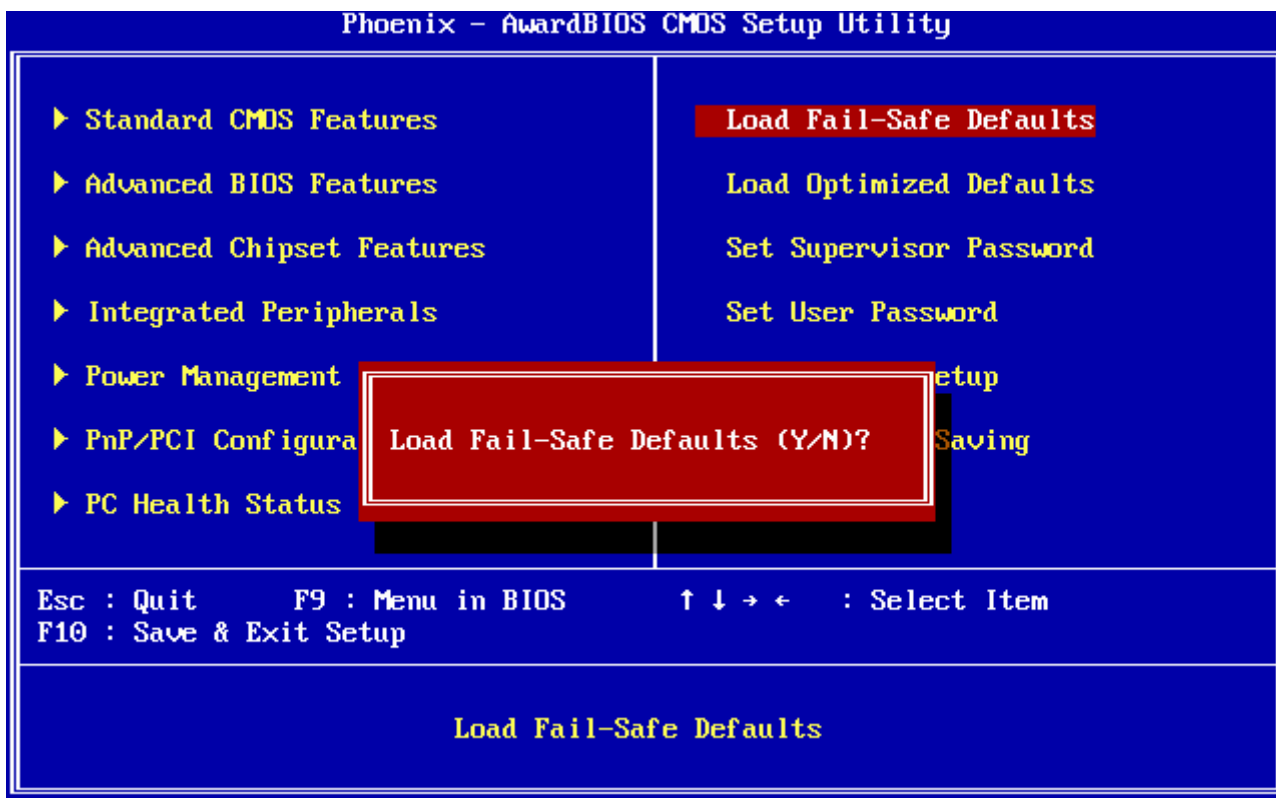 Phoenix - AwardBIOS CMOS Setup Utility
Standard CMOS Features
Advanced BIOS Features
Advanced Chipset Features
Integrated Peripherals
Power Management
PnP/PCI Configura
PC Health Status
Load Fail-Safe Defaults
Load Optimized Defaults
Set Supervisor Password
Set User Password
etup
Saving
Load Fail-Safe Defaults (Y/N)?
Esc : Quit F9 : Menu in BIOS ↑ ↓ → ← : Select Item
F10 : Save & Exit Setup
Load Fail-Safe Defaults